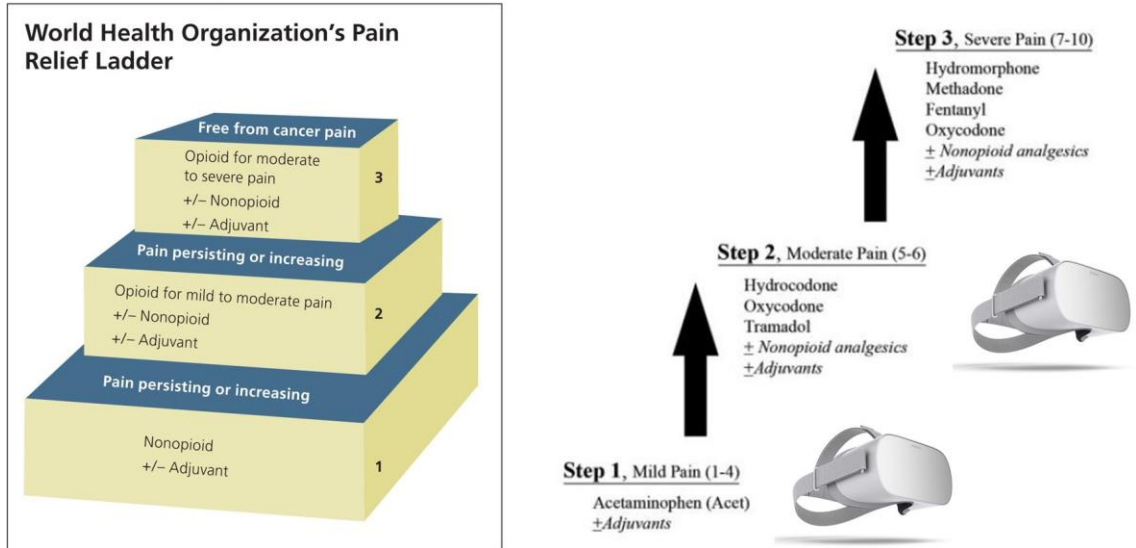 World Health Organization’s Pain
Relief Ladder
Free from cancer pain
Opioid for moderate
to severe pain
+/– Nonopioid
+/– Adjuvant
3
Pain persisting or increasing
Opioid for mild to moderate pain
+/– Nonopioid
+/– Adjuvant
2
Pain persisting or increasing
Nonopioid
+/– Adjuvant
1
Step 3, Severe Pain (7-10)
Hydromorphone
Methadone
Fentanyl
Oxycodone
± Nonopioid analgesics
±Adjuvants
Step 2, Moderate Pain (5-6)
Hydrocodone
Oxycodone
Tramadol
± Nonopioid analgesics
±Adjuvants
Step 1, Mild Pain (1-4)
Acetaminophen (Acet)
±Adjuvants